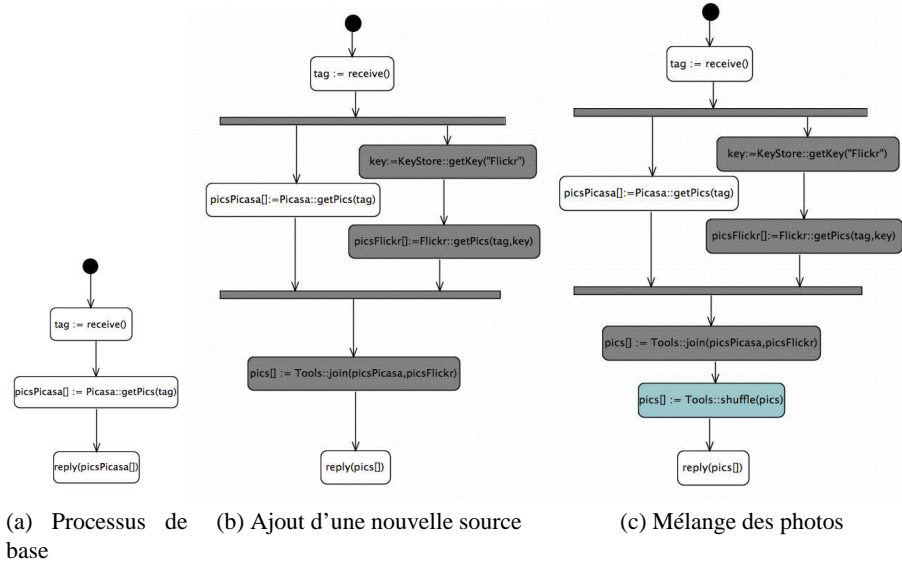 tag := receive()
picsPicasa[] := Picasa::getPics(tag)
reply(picsPicasa[])
(a) Processus de
base
tag := receive()
key:=KeyStore::getKey("Flickr")
picsPicasa[]:=Picasa::getPics(tag)
picsFlickr[]:=Flickr::getPics(tag,key)
pics[] := Tools::join(picsPicasa,picsFlickr)
reply(pics[])
(b) Ajout d'une nouvelle source
tag := receive()
key:=KeyStore::getKey("Flickr")
picsPicasa[]:=Picasa::getPics(tag)
picsFlickr[]:=Flickr::getPics(tag,key)
pics[] := Tools::join(picsPicasa,picsFlickr)
pics[] := Tools::shuffle(pics)
reply(pics[])
(c) Mélange des photos